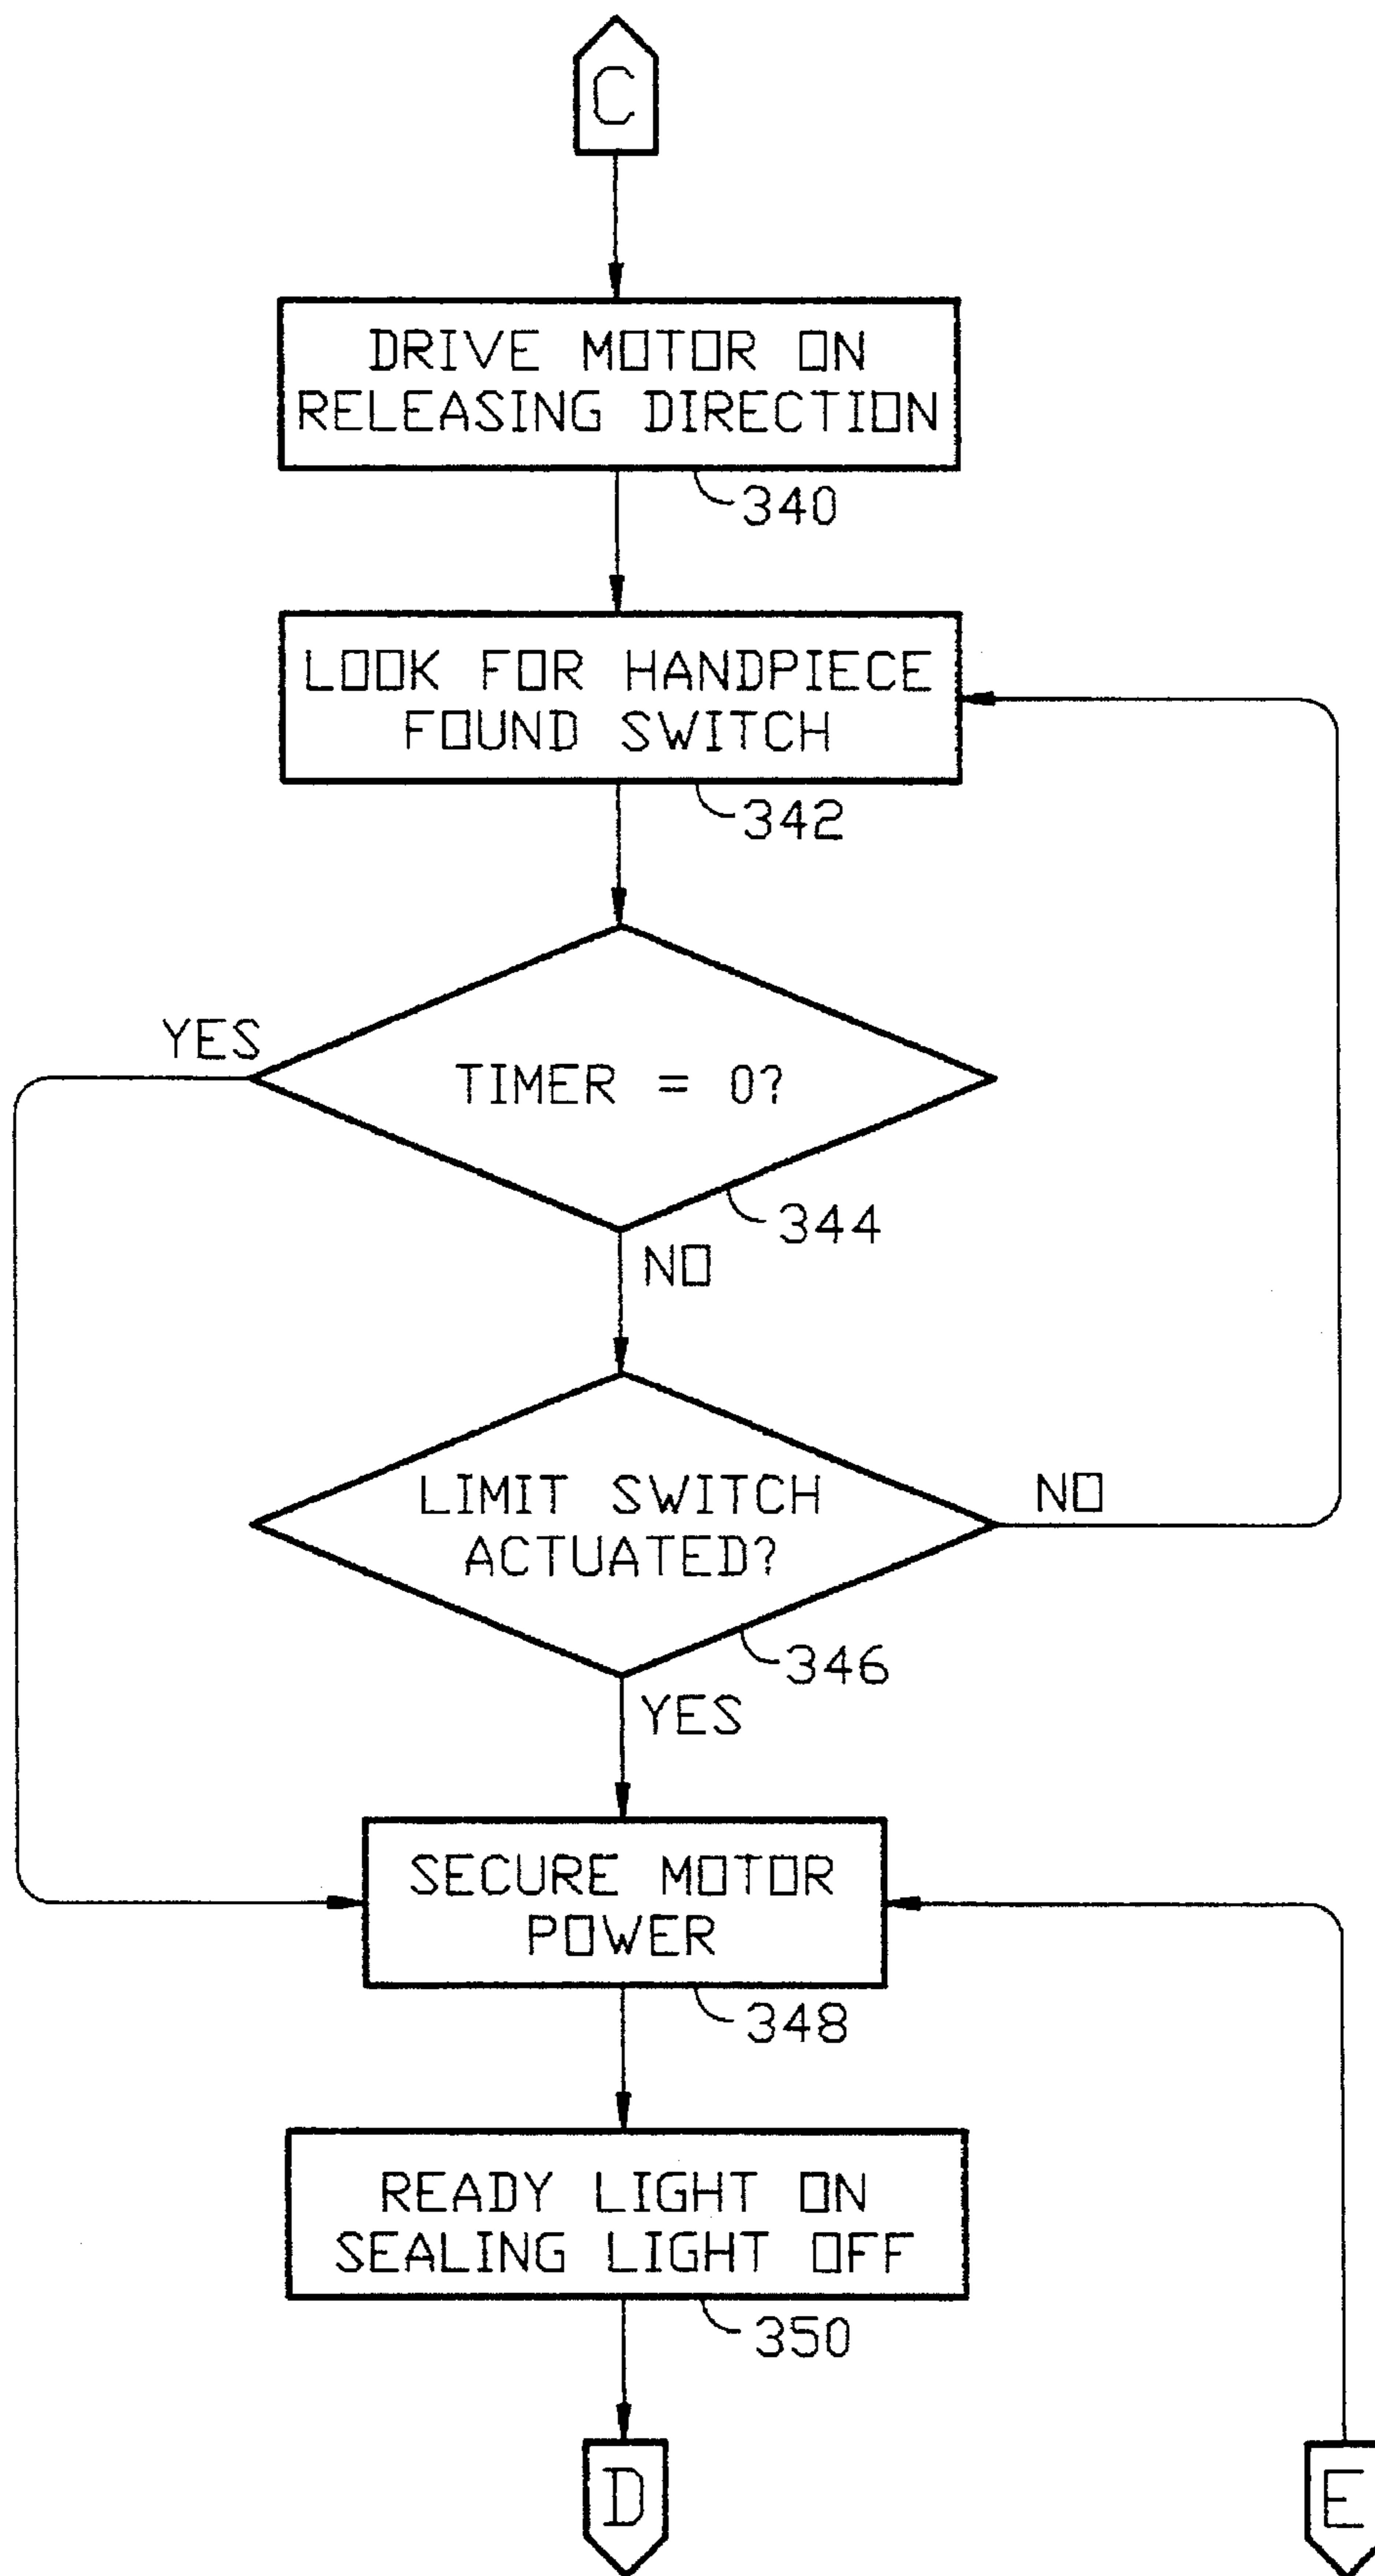 C
DRIVE MOTOR ON
RELEASING DIRECTION
340
LOOK FOR HANDPIECE
FOUND SWITCH
342
YES
TIMER = 0?
344
NO
LIMIT SWITCH
ACTUATED?
NO
346
YES
SECURE MOTOR
POWER
348
READY LIGHT ON
SEALING LIGHT OFF
350
D
E